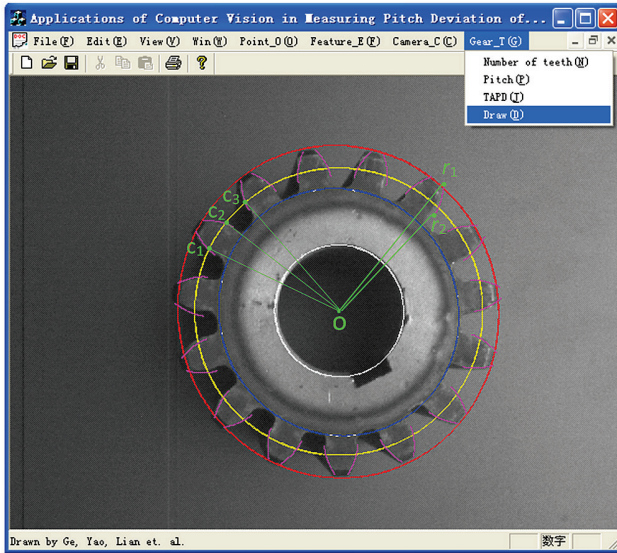 Applications of Computer Vision in Measuring Pitch Deviation of...
DOC File(F) Edit(E) View(V) Win(W) Point_O(O) Feature_E(F) Camera_C(C) Gear_T(G)
Number of teeth(N)
Pitch(P)
TAPD(T)
Draw(D)
r1
c3
c2
r2
c1
O
Drawn by Ge, Yao, Lian et. al.
数字